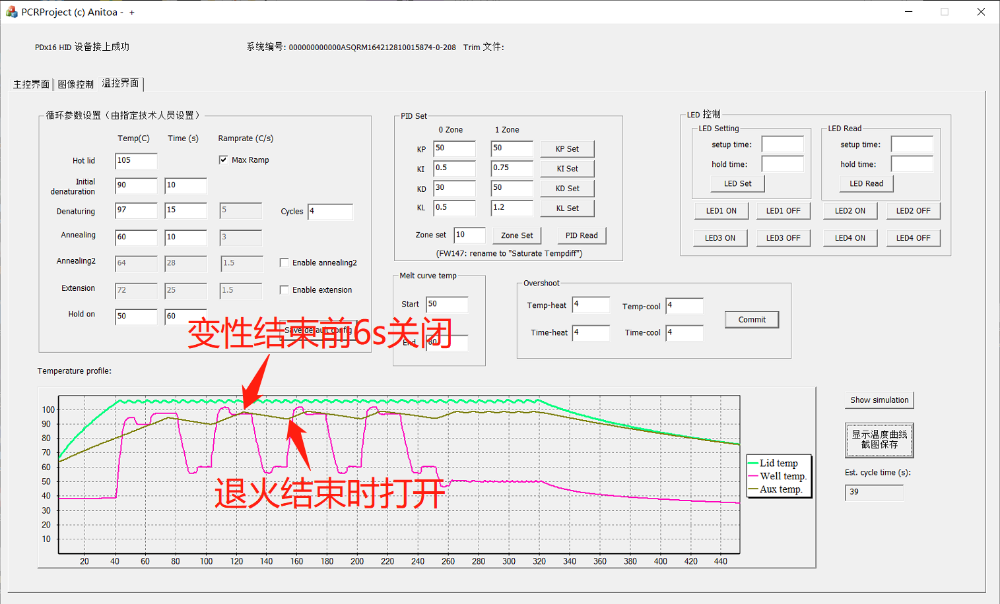 PCRProject (c) Anitoa -  +
PDx16 HID 设备接上成功
系统编号: 000000000000ASQRM164212810015874-0-208   Trim 文件:
主控界面 图像控制 温控界面
循环参数设置（由指定技术人员设置）
Temp(C) Time (s) Ramprate (C/s)
Hot lid 105 Max Ramp
Initial
denaturation 90 10
Denaturing 97 15 5 Cycles 4
Annealing 60 10 3
Annealing2 64 28 1.5 Enable annealing2
Extension 72 25 1.5 Enable extension
Hold on 50 60
Save default config
PID Set
0 Zone 1 Zone
KP 50 50 KP Set
KI 0.5 0.75 KI Set
KD 30 50 KD Set
KL 0.5 1.2 KL Set
Zone set 10 Zone Set PID Read
(FW147: rename to "Saturate Tempdiff")
LED 控制
LED Setting
setup time:
hold time:
LED Set
LED Read
setup time:
hold time:
LED Read
LED1 ON LED1 OFF LED2 ON LED2 OFF
LED3 ON LED3 OFF LED4 ON LED4 OFF
Melt curve temp
Start 50
End 80
Overshoot
Temp-heat 4 Temp-cool 4
Time-heat 4 Time-cool 4
Commit
变性结束前6s关闭
Temperature profile:
退火结束时打开
100
90
80
70
60
50
40
30
20
10
20 40 60 80 100 120 140 160 180 200 220 240 260 280 300 320 340 360 380 400 420 440
Lid temp
Well temp.
Aux temp.
Show simulation
显示温度曲线
截图保存
Est. cycle time (s):
39